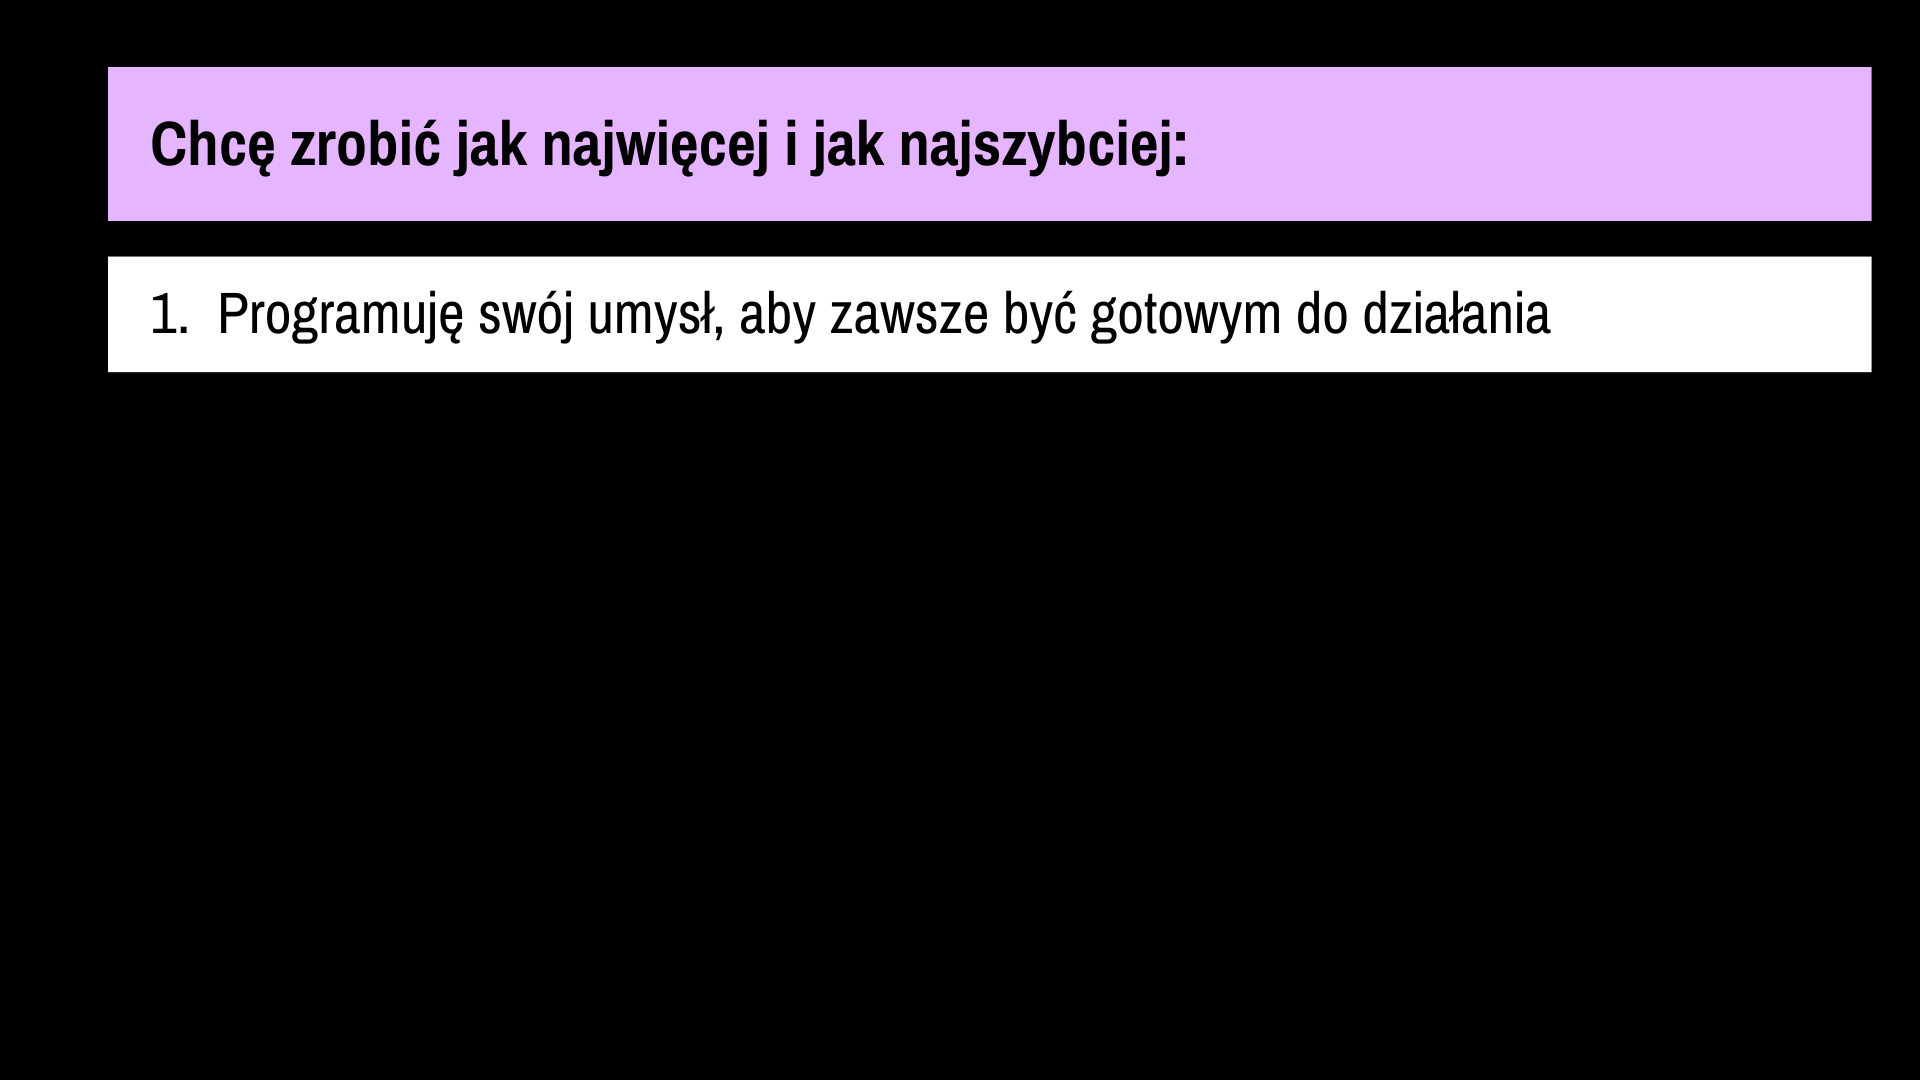 Chcę zrobić jak najwięcej i jak najszybciej:
1. Programuję swój umysł, aby zawsze być gotowym do działania